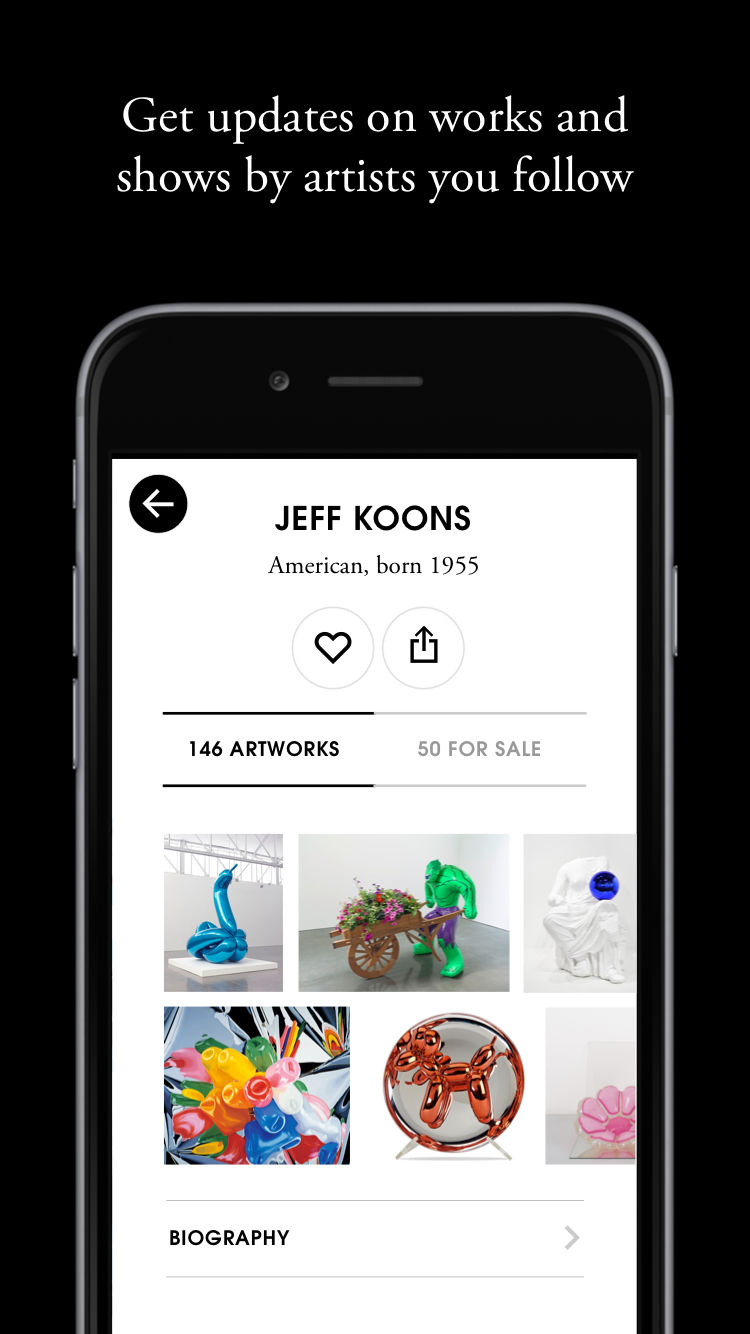 Get updates on works and
shows by artists you follow
JEFF KOONS
American, born 1955
146 ARTWORKS
50 FOR SALE
BIOGRAPHY